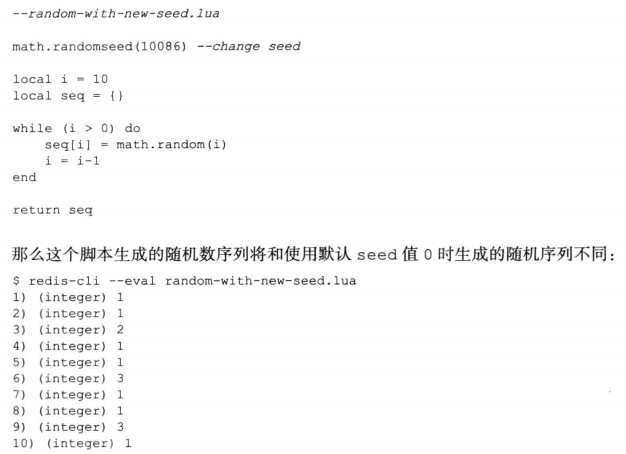 --random-with-new-seed.lua
math.randomseed(10086) --change seed
local i = 10
local seq = {}
while (i > 0) do
    seq[i] = math.random(i)
    i = i-1
end
return seq
那么这个脚本生成的随机数序列将和使用默认 seed 值 0 时生成的随机序列不同：
$ redis-cli --eval random-with-new-seed.lua
1) (integer) 1
2) (integer) 1
3) (integer) 2
4) (integer) 1
5) (integer) 1
6) (integer) 3
7) (integer) 1
8) (integer) 1
9) (integer) 3
10) (integer) 1